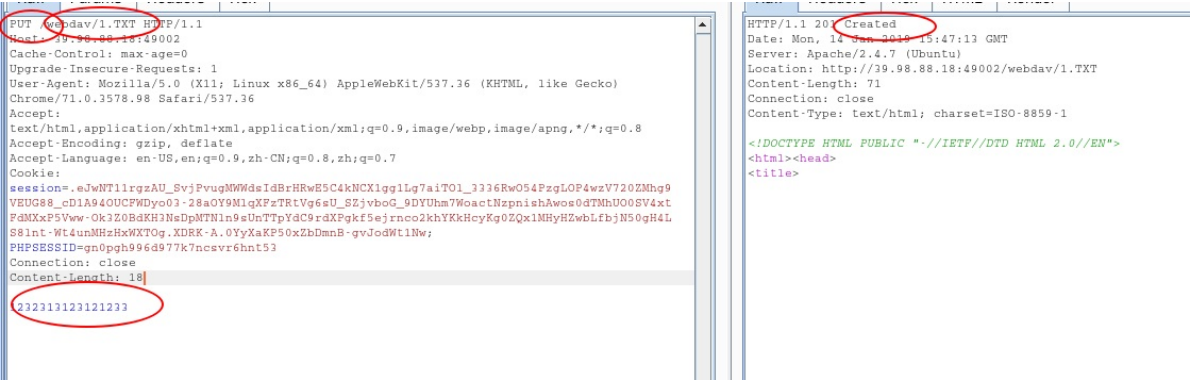 PUT /webdav/1.TXT HTTP/1.1
Host: 39.98.88.18:49002
Cache-Control: max-age=0
Upgrade-Insecure-Requests: 1
User-Agent: Mozilla/5.0 (X11; Linux x86_64) AppleWebKit/537.36 (KHTML, like Gecko)
Chrome/71.0.3578.98 Safari/537.36
Accept:
text/html,application/xhtml+xml,application/xml;q=0.9,image/webp,image/apng,*/*;q=0.8
Accept-Encoding: gzip, deflate
Accept-Language: en-US,en;q=0.9,zh-CN;q=0.8,zh;q=0.7
Cookie:
PHPSESSID=gn0pgh996d977k7ncsvr6hnt53
Connection: close
Content-Length: 18
1232313123121233
HTTP/1.1 201 Created
Date: Mon, 14 Jan 2019 15:47:13 GMT
Server: Apache/2.4.7 (Ubuntu)
Location: http://39.98.88.18:49002/webdav/1.TXT
Content-Length: 71
Connection: close
Content-Type: text/html; charset=ISO-8859-1
<!DOCTYPE HTML PUBLIC "-//IETF//DTD HTML 2.0//EN">
<html><head>
<title>